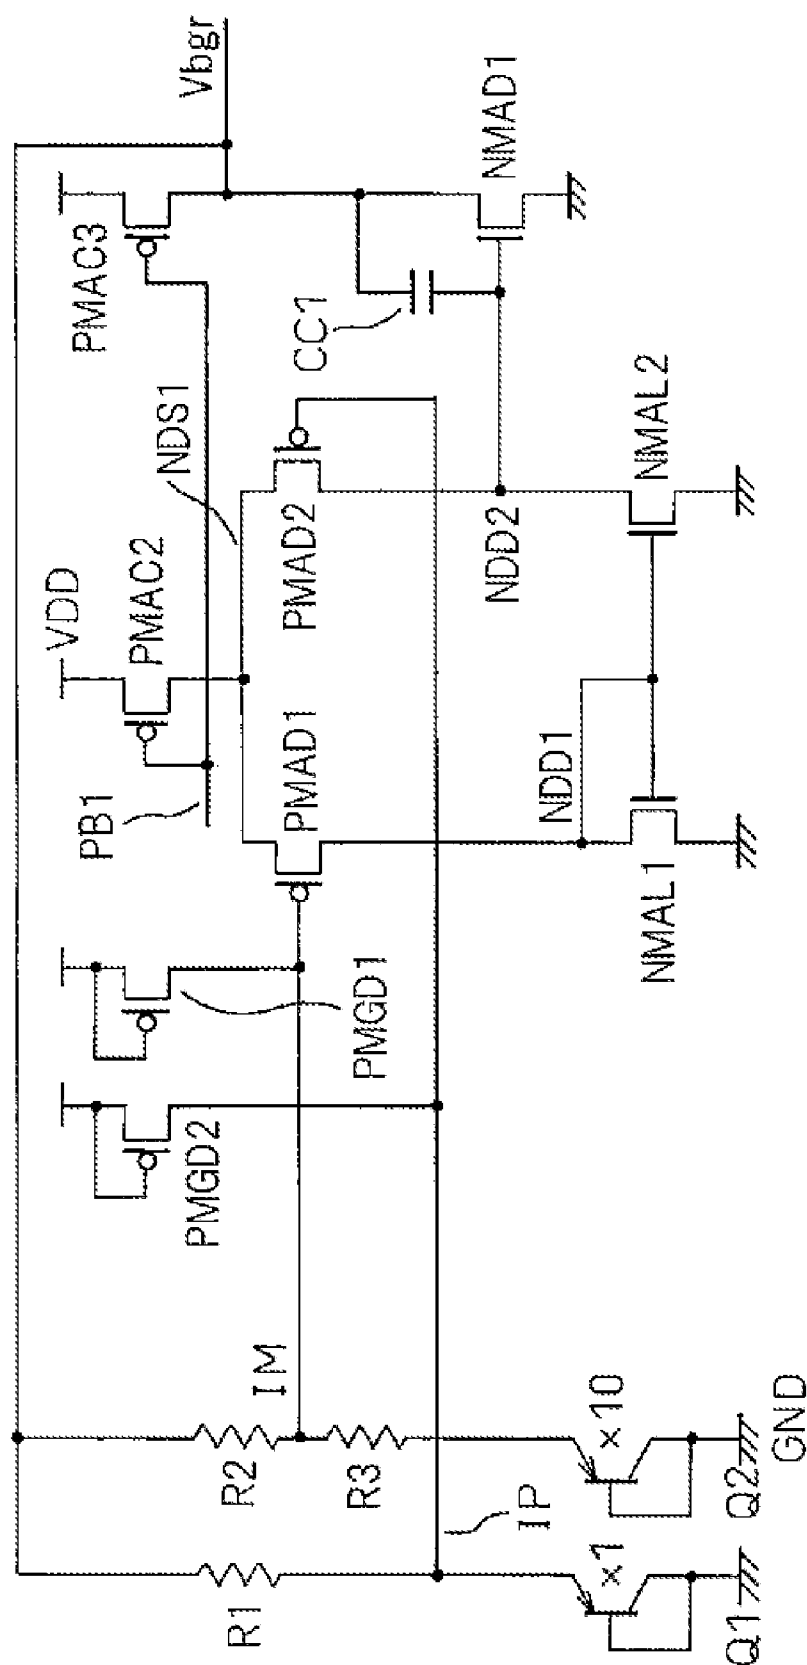 Vbgr
VDD
PMAC3
PMAC2
NDS1
PB1
CC1
NMAD1
PMAD1
PMAD2
PMGD1
PMGD2
NDD1
NDD2
NMAL1
NMAL2
IM
IP
R1
R2
R3
×1
×10
Q1
Q2
GND